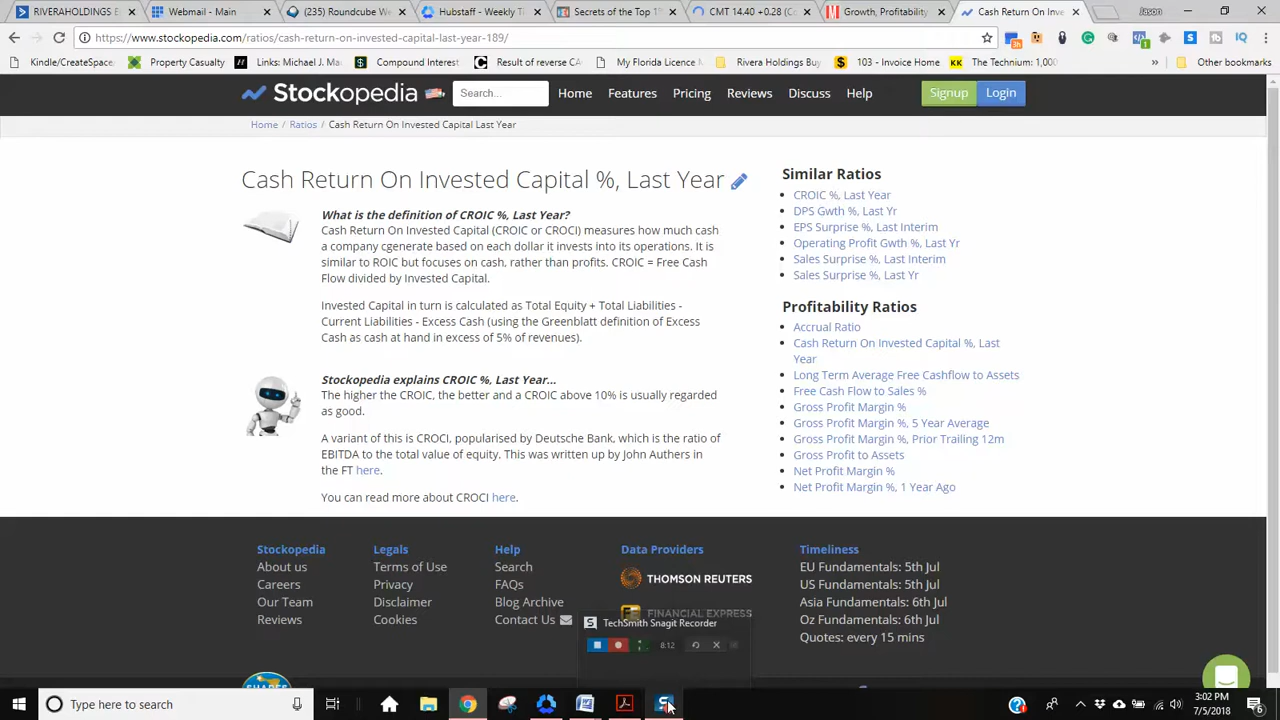 RIVERAHOLDINGS E
Webmail - Main
(235) Roundcube W
Hubstaff - Weekly Ti
Secrets of the Top 1
CMT 14.40 +0.28 (C
Growth, Profitability
Cash Return On Inve
Jason
https://www.stockopedia.com/ratios/cash-return-on-invested-capital-last-year-189/
3h
1
IQ
Kindle/CreateSpace
Property Casualty
Links: Michael J. Ma
Compound Interest
Result of reverse CA
My Florida Licence
Rivera Holdings Buy
103 - Invoice Home
KK The Technium: 1,000
»
Other bookmarks
Stockopedia
Search...
Home
Features
Pricing
Reviews
Discuss
Help
Signup
Login
Home / Ratios / Cash Return On Invested Capital Last Year
Cash Return On Invested Capital %, Last Year
What is the definition of CROIC %, Last Year?
Cash Return On Invested Capital (CROIC or CROCI) measures how much cash
a company cgenerate based on each dollar it invests into its operations. It is
similar to ROIC but focuses on cash, rather than profits. CROIC = Free Cash
Flow divided by Invested Capital.
Invested Capital in turn is calculated as Total Equity + Total Liabilities -
Current Liabilities - Excess Cash (using the Greenblatt definition of Excess
Cash as cash at hand in excess of 5% of revenues).
Stockopedia explains CROIC %, Last Year...
The higher the CROIC, the better and a CROIC above 10% is usually regarded
as good.
A variant of this is CROCI, popularised by Deutsche Bank, which is the ratio of
EBITDA to the total value of equity. This was written up by John Authers in
the FT here.
You can read more about CROCI here.
Similar Ratios
CROIC %, Last Year
DPS Gwth %, Last Yr
EPS Surprise %, Last Interim
Operating Profit Gwth %, Last Yr
Sales Surprise %, Last Interim
Sales Surprise %, Last Yr
Profitability Ratios
Accrual Ratio
Cash Return On Invested Capital %, Last
Year
Long Term Average Free Cashflow to Assets
Free Cash Flow to Sales %
Gross Profit Margin %
Gross Profit Margin %, 5 Year Average
Gross Profit Margin %, Prior Trailing 12m
Gross Profit to Assets
Net Profit Margin %
Net Profit Margin %, 1 Year Ago
Stockopedia
About us
Careers
Our Team
Reviews
Legals
Terms of Use
Privacy
Disclaimer
Cookies
Help
Search
FAQs
Blog Archive
Contact Us
Data Providers
THOMSON REUTERS
FINANCIAL EXPRESS
Timeliness
EU Fundamentals: 5th Jul
US Fundamentals: 5th Jul
Asia Fundamentals: 6th Jul
Oz Fundamentals: 6th Jul
Quotes: every 15 mins
TechSmith Snagit Recorder
8:12
Type here to search
3:02 PM
7/5/2018
6